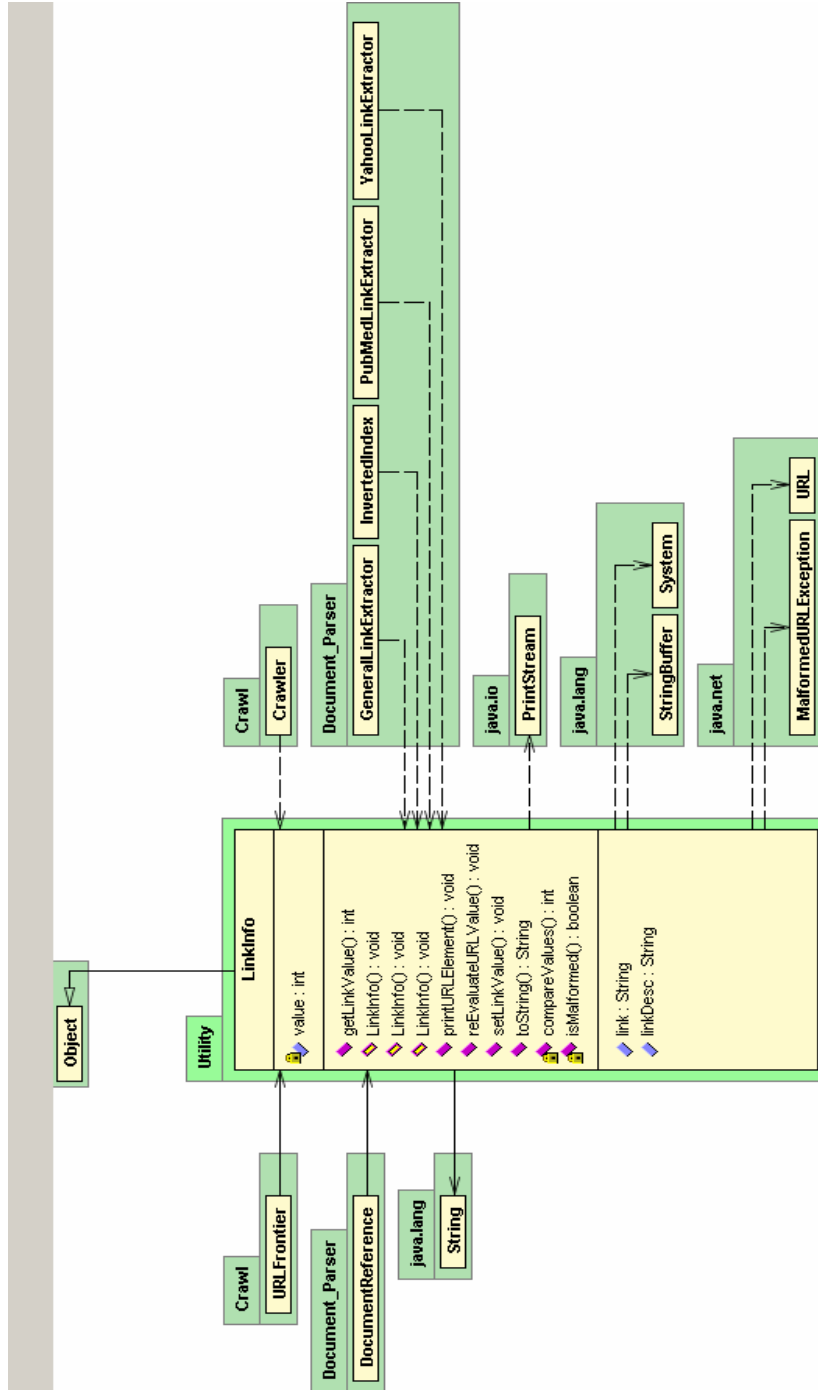 Object
Utility
LinkInfo
value : int
getLinkValue() : int
LinkInfo() : void
LinkInfo() : void
LinkInfo() : void
printURLElement() : void
reEvaluateURLValue() : void
setLinkValue() : void
toString() : String
compareValues() : int
isMalformed() : boolean
link : String
linkDesc : String
Crawl
URLFrontier
Document_Parser
DocumentReference
java.lang
String
Crawl
Crawler
Document_Parser
GeneralLinkExtractor
InvertedIndex
PubMedLinkExtractor
YahooLinkExtractor
java.io
PrintStream
java.lang
StringBuffer
System
java.net
MalformedURLException
URL